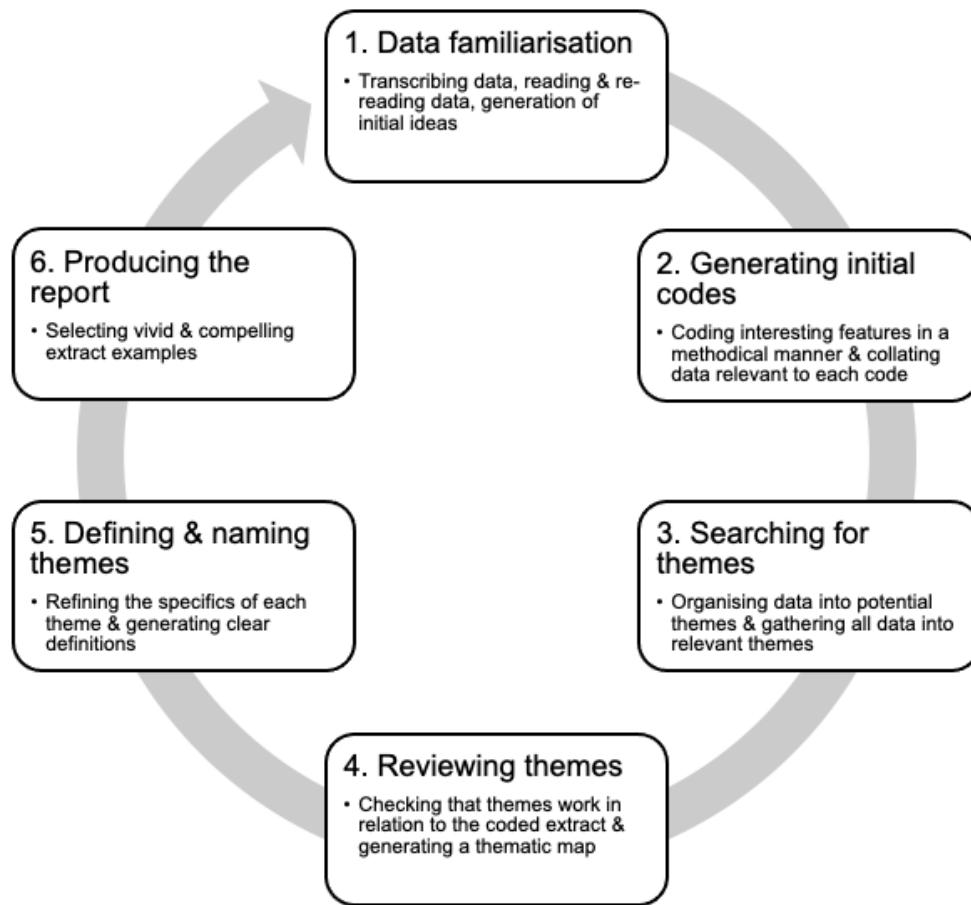 1. Data familiarisation
• Transcribing data, reading & re-
reading data, generation of
initial ideas
2. Generating initial
codes
• Coding interesting features in a
methodical manner & collating
data relevant to each code
3. Searching for
themes
• Organising data into potential
themes & gathering all data into
relevant themes
4. Reviewing themes
• Checking that themes work in
relation to the coded extract &
generating a thematic map
5. Defining & naming
themes
• Refining the specifics of each
theme & generating clear
definitions
6. Producing the
report
• Selecting vivid & compelling
extract examples